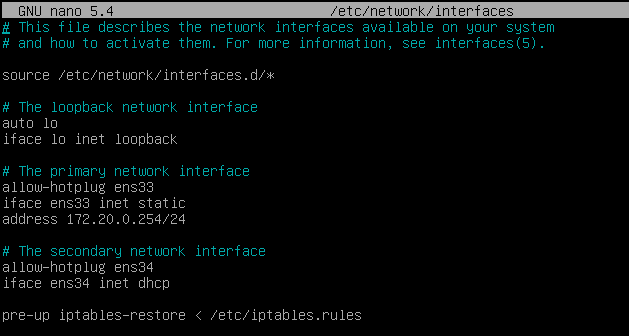 GNU nano 5.4 /etc/network/interfaces
# This file describes the network interfaces available on your system
# and how to activate them. For more information, see interfaces(5).
source /etc/network/interfaces.d/*
# The loopback network interface
auto lo
iface lo inet loopback
# The primary network interface
allow-hotplug ens33
iface ens33 inet static
address 172.20.0.254/24
# The secondary network interface
allow-hotplug ens34
iface ens34 inet dhcp
pre-up iptables-restore < /etc/iptables.rules